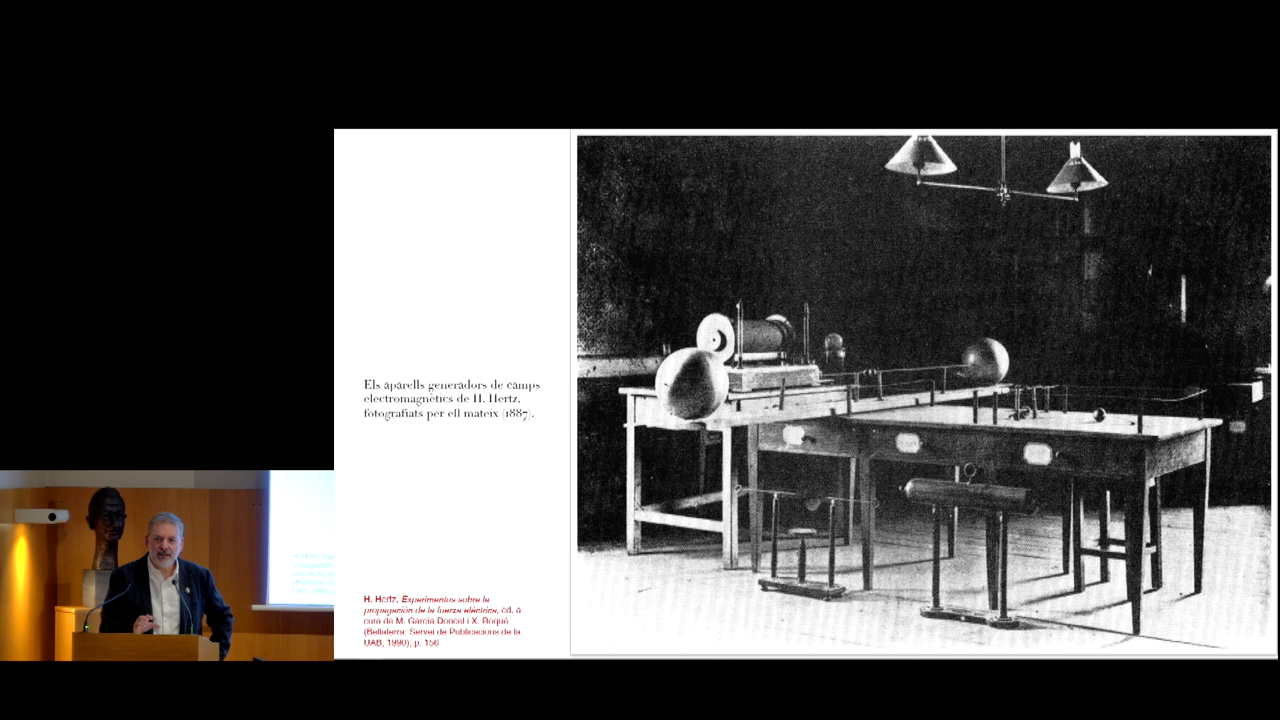 Els aparells generadors de camps
electromagnètics de H. Hertz,
fotografiats per ell mateix (1887).
H. Hertz, Experimentos sobre la
propagación de la fuerza eléctrica, ed. a
cura de M. García Doncel i X. Roqué
(Bellaterra: Servei de Publicacions de la
UAB, 1990), p. 156